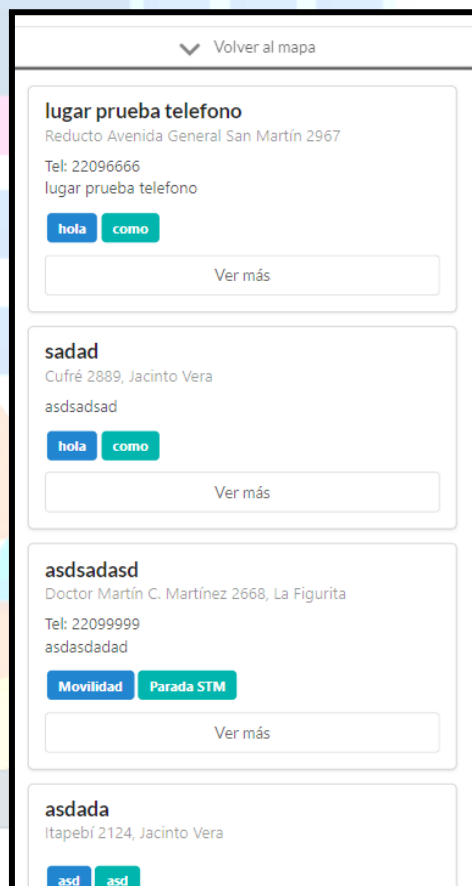 Volver al mapa
lugar prueba telefono
Reducto Avenida General San Martín 2967
Tel: 22096666
lugar prueba telefono
hola como
Ver más
sadad
Cufré 2889, Jacinto Vera
asdsadsad
hola como
Ver más
asdsadasd
Doctor Martín C. Martínez 2668, La Figurita
Tel: 22099999
asdasdadad
Movilidad Parada STM
Ver más
asdada
Itapebí 2124, Jacinto Vera
asd asd